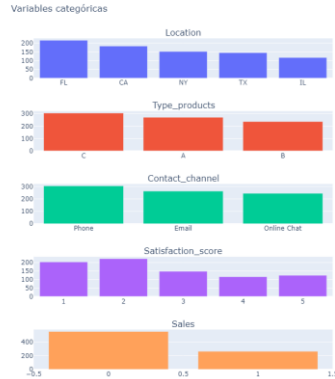 Variables categóricas
Location
200
150
100
50
0
FL CA NY TX IL
Type_products
300
200
100
0
C A B
Contact_channel
300
200
100
0
Phone Email Online Chat
Satisfaction_score
200
150
100
50
0
1 2 3 4 5
Sales
400
200
0
−0.5 0 0.5 1 1.5